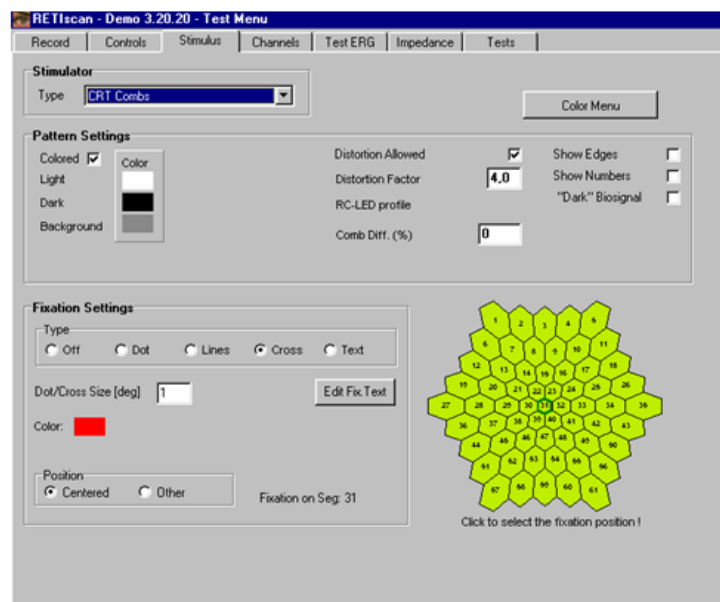 RETIscan - Demo 3.20.20 - Test Menu
Record Controls Stimulus Channels Test ERG Impedance Tests
Stimulator
Type CRT Combs
Color Menu
Pattern Settings
Colored Color Distortion Allowed Show Edges
Light Distortion Factor 4,0 Show Numbers
Dark RC-LED profile "Dark" Biosignal
Background Comb Diff. (%) 0
Fixation Settings
Type
Off Dot Lines Cross Text
Dot/Cross Size [deg] 1 Edit Fix.Text
Color:
Position
Centered Other Fixation on Seg: 31
1 2 3 4 5
6 7 8 9 10 11
12 13 14 15 16 17 18
19 20 21 22 23 24 25 26
27 28 29 30 31 32 33 34 35
36 37 38 39 40 41 42 43
44 45 46 47 48 49 50
51 52 53 54 55 56
57 58 59 60 61
Click to select the fixation position !